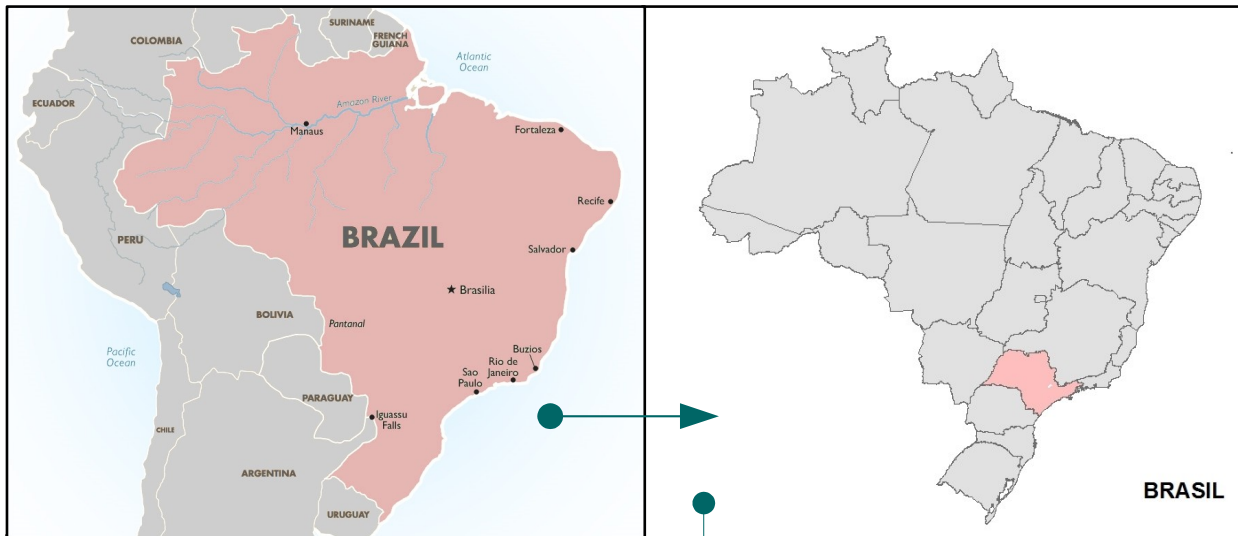 SURINAME
COLOMBIA
FRENCH
GUIANA
Atlantic
Ocean
ECUADOR
Amazon River
Manaus
Fortaleza
Recife
PERU
BRAZIL
Salvador
Brasilia
BOLIVIA
Pantanal
Pacific
Ocean
Buzios
Rio de
Janeiro
Sao
Paulo
PARAGUAY
Iguassu
Falls
CHILE
ARGENTINA
URUGUAY
BRASIL